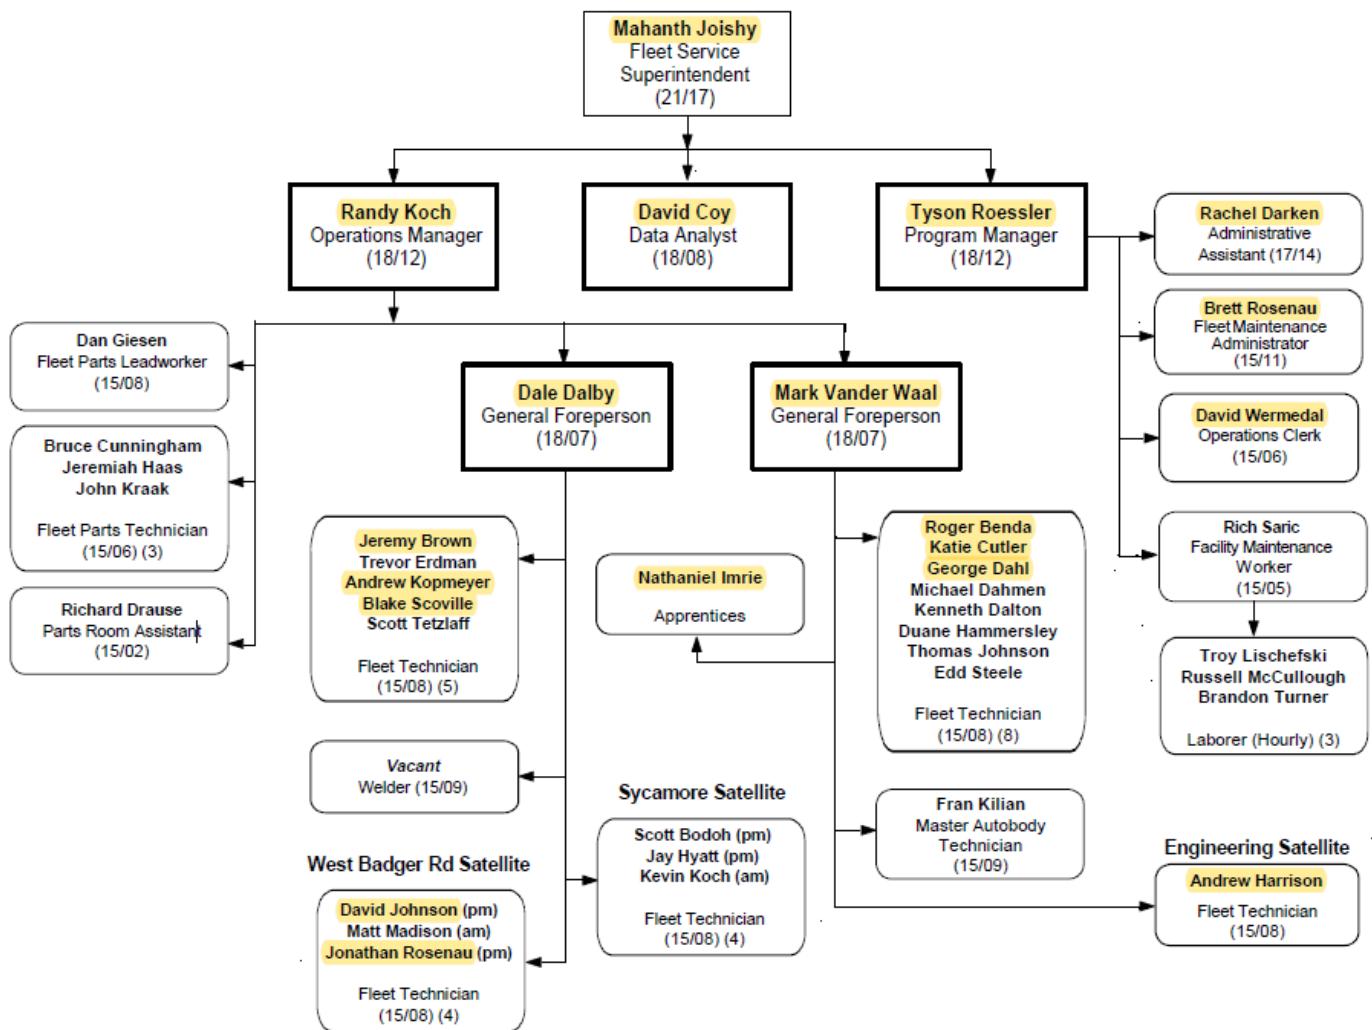 Mahanth Joishy
Fleet Service
Superintendent
(21/17)
Randy Koch
Operations Manager
(18/12)
David Coy
Data Analyst
(18/08)
Tyson Roessler
Program Manager
(18/12)
Rachel Darken
Administrative
Assistant (17/14)
Brett Rosenau
Fleet Maintenance
Administrator
(15/11)
David Wermedal
Operations Clerk
(15/06)
Rich Saric
Facility Maintenance
Worker
(15/05)
Troy Lischefski
Russell McCullough
Brandon Turner
Laborer (Hourly) (3)
Dan Giesen
Fleet Parts Leadworker
(15/08)
Bruce Cunningham
Jeremiah Haas
John Kraak
Fleet Parts Technician
(15/06) (3)
Richard Drause
Parts Room Assistant
(15/02)
Dale Dalby
General Foreperson
(18/07)
Mark Vander Waal
General Foreperson
(18/07)
Jeremy Brown
Trevor Erdman
Andrew Kopmeyer
Blake Scoville
Scott Tetzlaff
Fleet Technician
(15/08) (5)
Vacant
Welder (15/09)
West Badger Rd Satellite
David Johnson (pm)
Matt Madison (am)
Jonathan Rosenau (pm)
Fleet Technician
(15/08) (4)
Sycamore Satellite
Scott Bodoh (pm)
Jay Hyatt (pm)
Kevin Koch (am)
Fleet Technician
(15/08) (4)
Nathaniel Imrie
Apprentices
Roger Benda
Katie Cutler
George Dahl
Michael Dahmen
Kenneth Dalton
Duane Hammersley
Thomas Johnson
Edd Steele
Fleet Technician
(15/08) (8)
Fran Kilian
Master Autobody
Technician
(15/09)
Engineering Satellite
Andrew Harrison
Fleet Technician
(15/08)